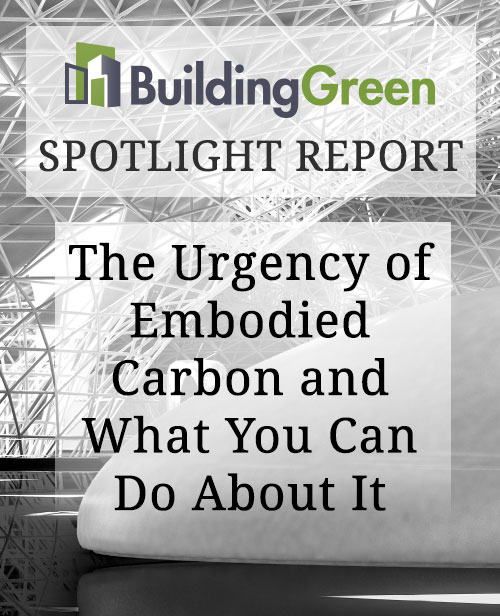 BuildingGreen
SPOTLIGHT REPORT
The Urgency of
Embodied
Carbon and
What You Can
Do About It